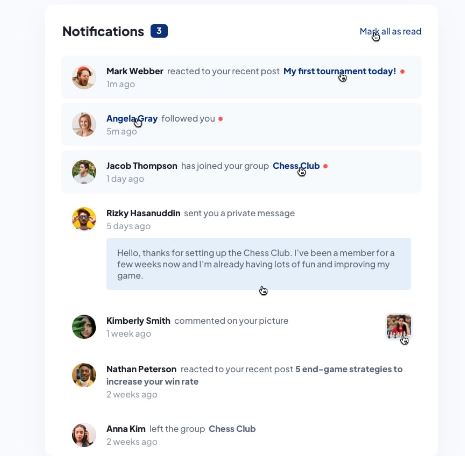 Notifications 3
Mark all as read
Mark Webber reacted to your recent post My first tournament today!
1m ago
Angela Gray followed you
5m ago
Jacob Thompson has joined your group Chess Club
1 day ago
Rizky Hasanuddin sent you a private message
5 days ago
Hello, thanks for setting up the Chess Club. I've been a member for a
few weeks now and I'm already having lots of fun and improving my
game.
Kimberly Smith commented on your picture
1 week ago
Nathan Peterson reacted to your recent post 5 end-game strategies to
increase your win rate
2 weeks ago
Anna Kim left the group Chess Club
2 weeks ago